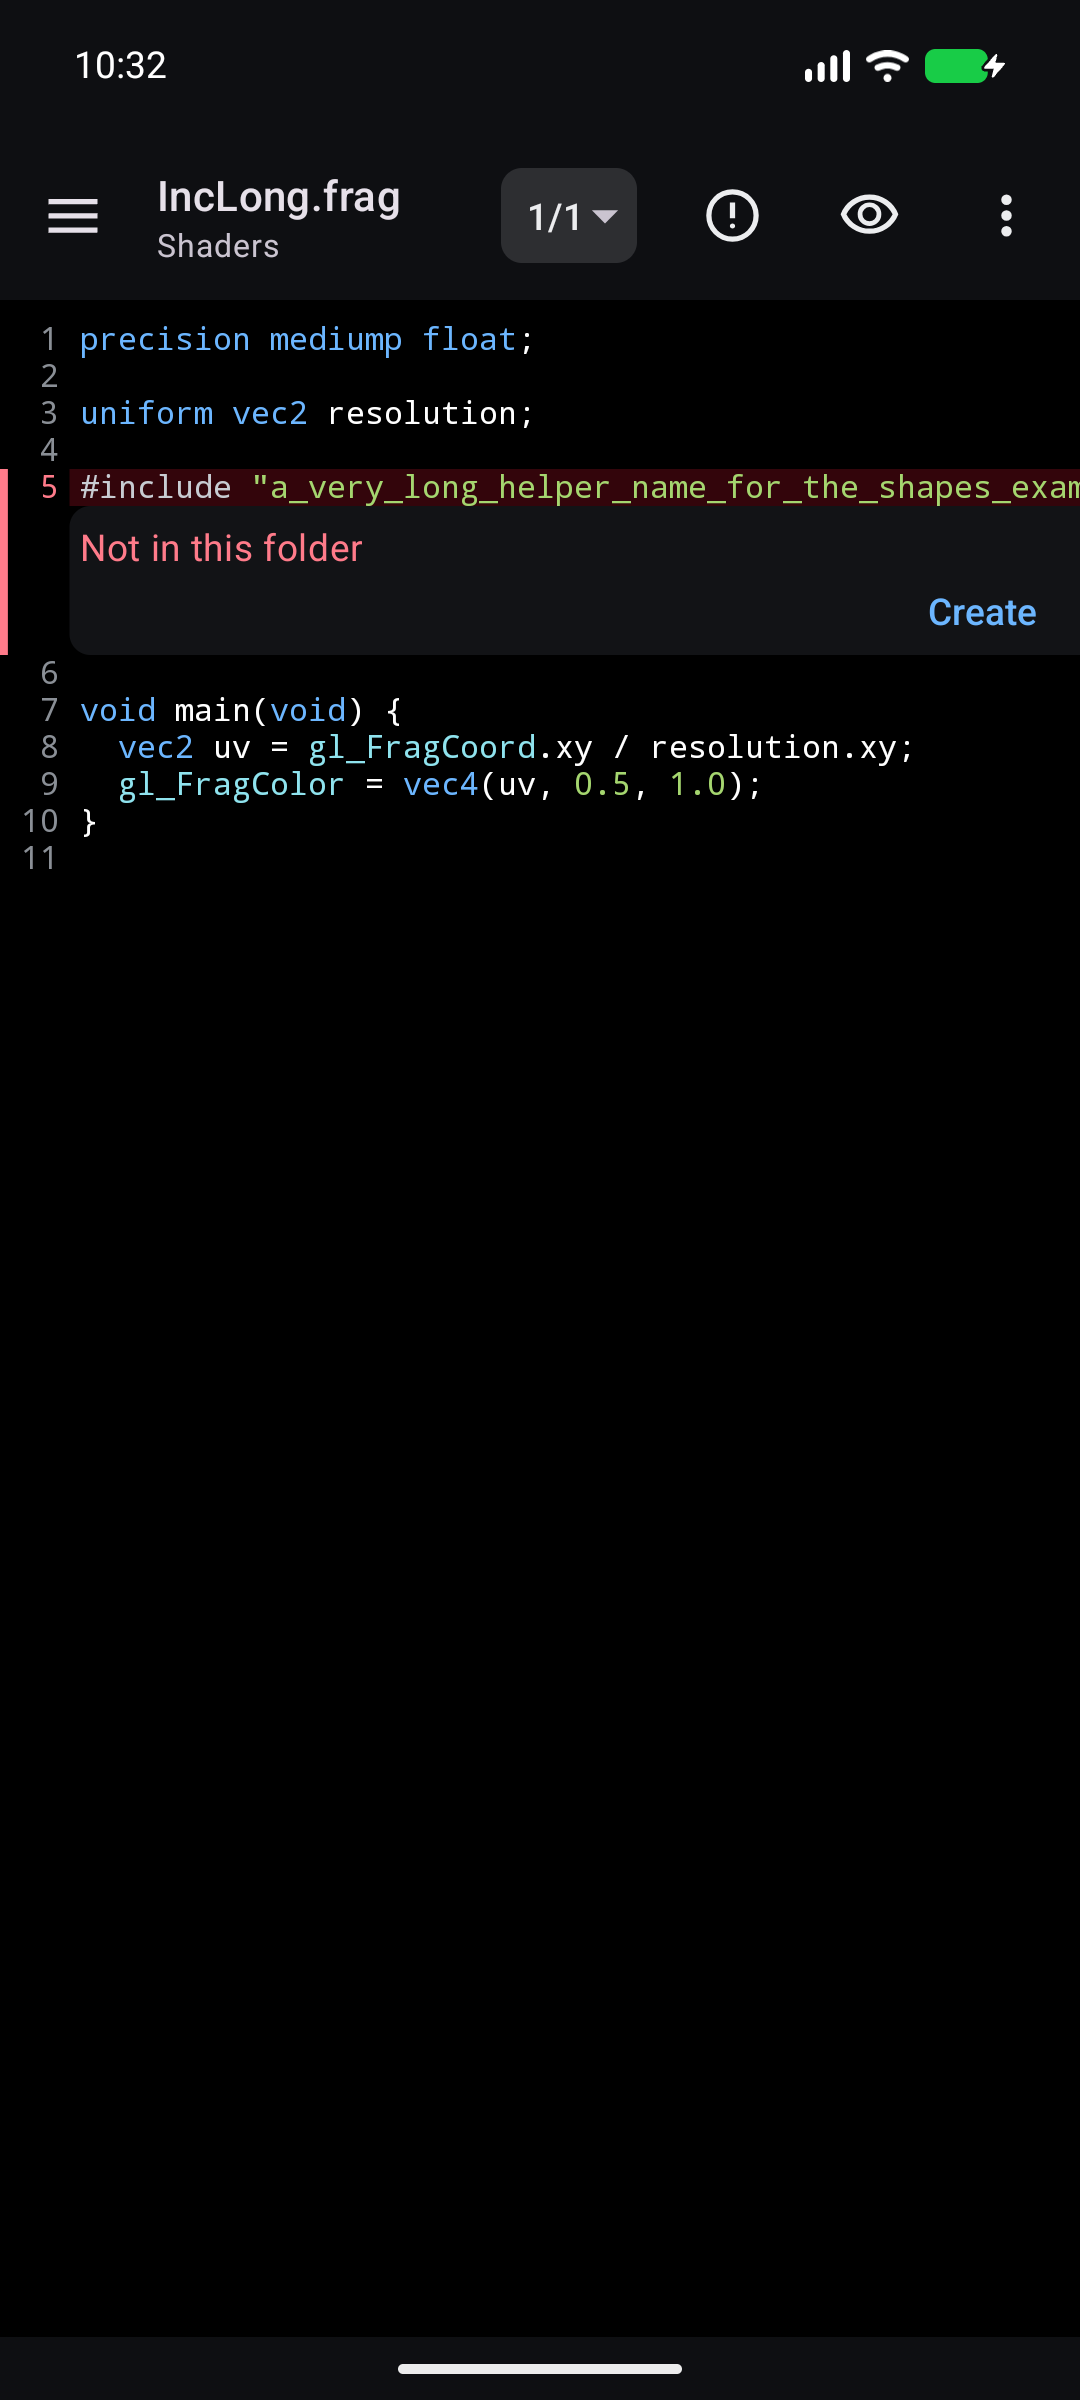 10:32
IncLong.frag
Shaders
1/1
1 precision mediump float;
2
3 uniform vec2 resolution;
4
5 #include "a_very_long_helper_name_for_the_shapes_exam
Not in this folder
Create
6
7 void main(void) {
8   vec2 uv = gl_FragCoord.xy / resolution.xy;
9   gl_FragColor = vec4(uv, 0.5, 1.0);
10 }
11